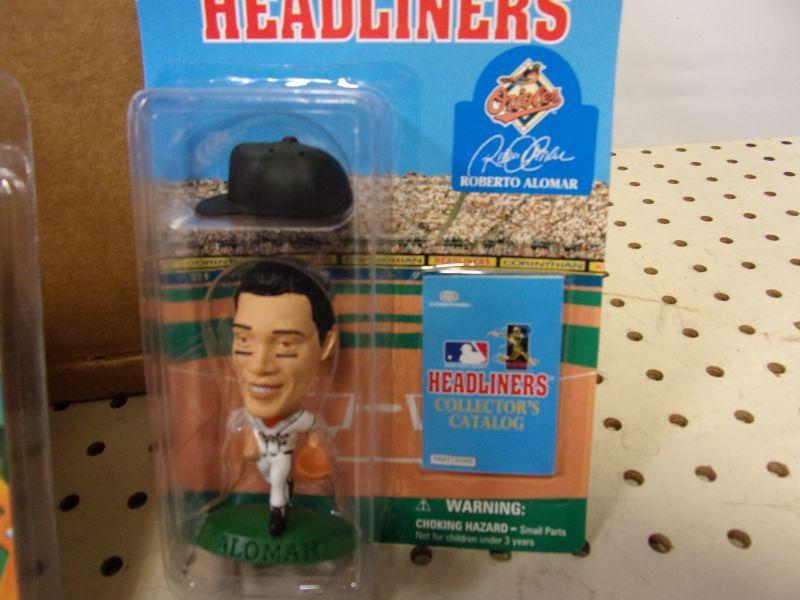 HEADLINERS
Orioles
ROBERTO ALOMAR
CORINTHIAN
HEADLINERS
CORINTHIAN
HEADLINERS
COLLECTOR'S
CATALOG
WARNING:
CHOKING HAZARD – Small Parts
Not for children under 3 years
ALOMAR